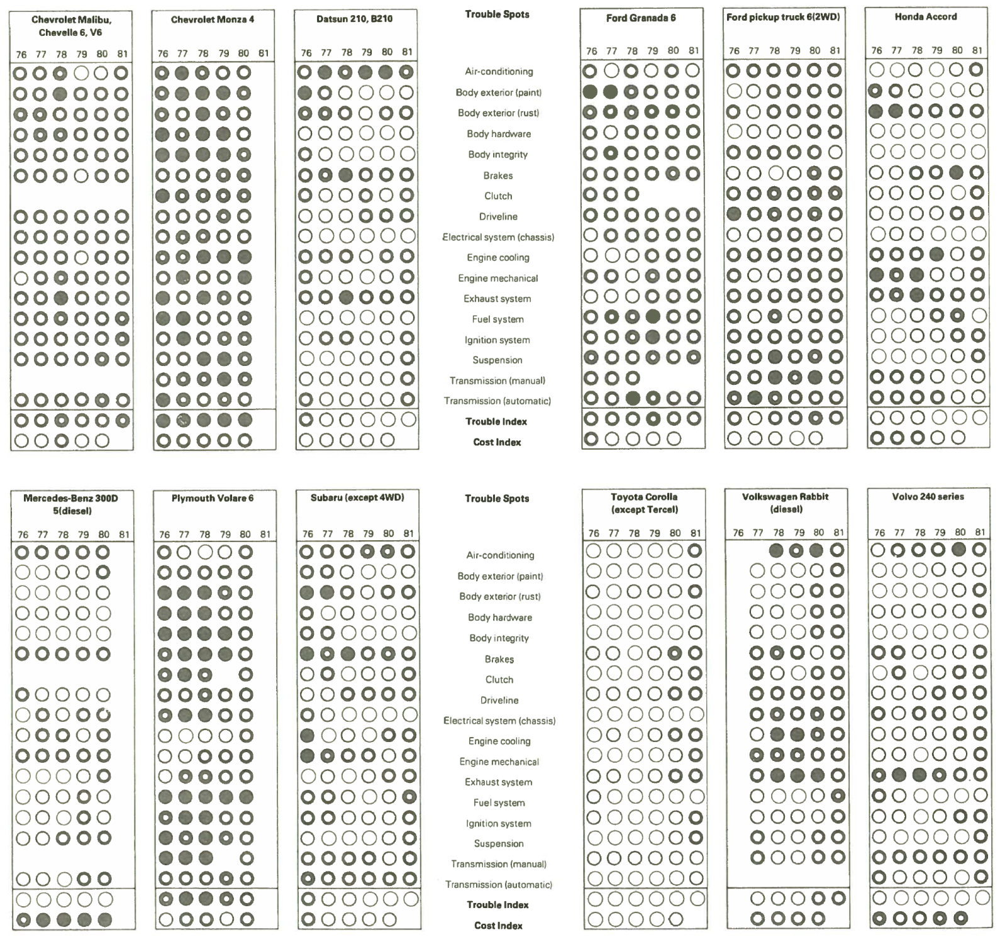 Chevrolet Malibu,
Chevelle 6, V6
76 77 78 79 80 81
Chevrolet Monza 4
76 77 78 79 80 81
Datsun 210, B210
76 77 78 79 80 81
Trouble Spots
Air-conditioning
Body exterior (paint)
Body exterior (rust)
Body hardware
Body integrity
Brakes
Clutch
Driveline
Electrical system (chassis)
Engine cooling
Engine mechanical
Exhaust system
Fuel system
Ignition system
Suspension
Transmission (manual)
Transmission (automatic)
Trouble Index
Cost Index
Ford Granada 6
76 77 78 79 80 81
Ford pickup truck 6(2WD)
76 77 78 79 80 81
Honda Accord
76 77 78 79 80 81
Mercedes-Benz 300D
5(diesel)
76 77 78 79 80 81
Plymouth Volare 6
76 77 78 79 80 81
Subaru (except 4WD)
76 77 78 79 80 81
Trouble Spots
Air-conditioning
Body exterior (paint)
Body exterior (rust)
Body hardware
Body integrity
Brakes
Clutch
Driveline
Electrical system (chassis)
Engine cooling
Engine mechanical
Exhaust system
Fuel system
Ignition system
Suspension
Transmission (manual)
Transmission (automatic)
Trouble Index
Cost Index
Toyota Corolla
(except Tercel)
76 77 78 79 80 81
Volkswagen Rabbit
(diesel)
76 77 78 79 80 81
Volvo 240 series
76 77 78 79 80 81